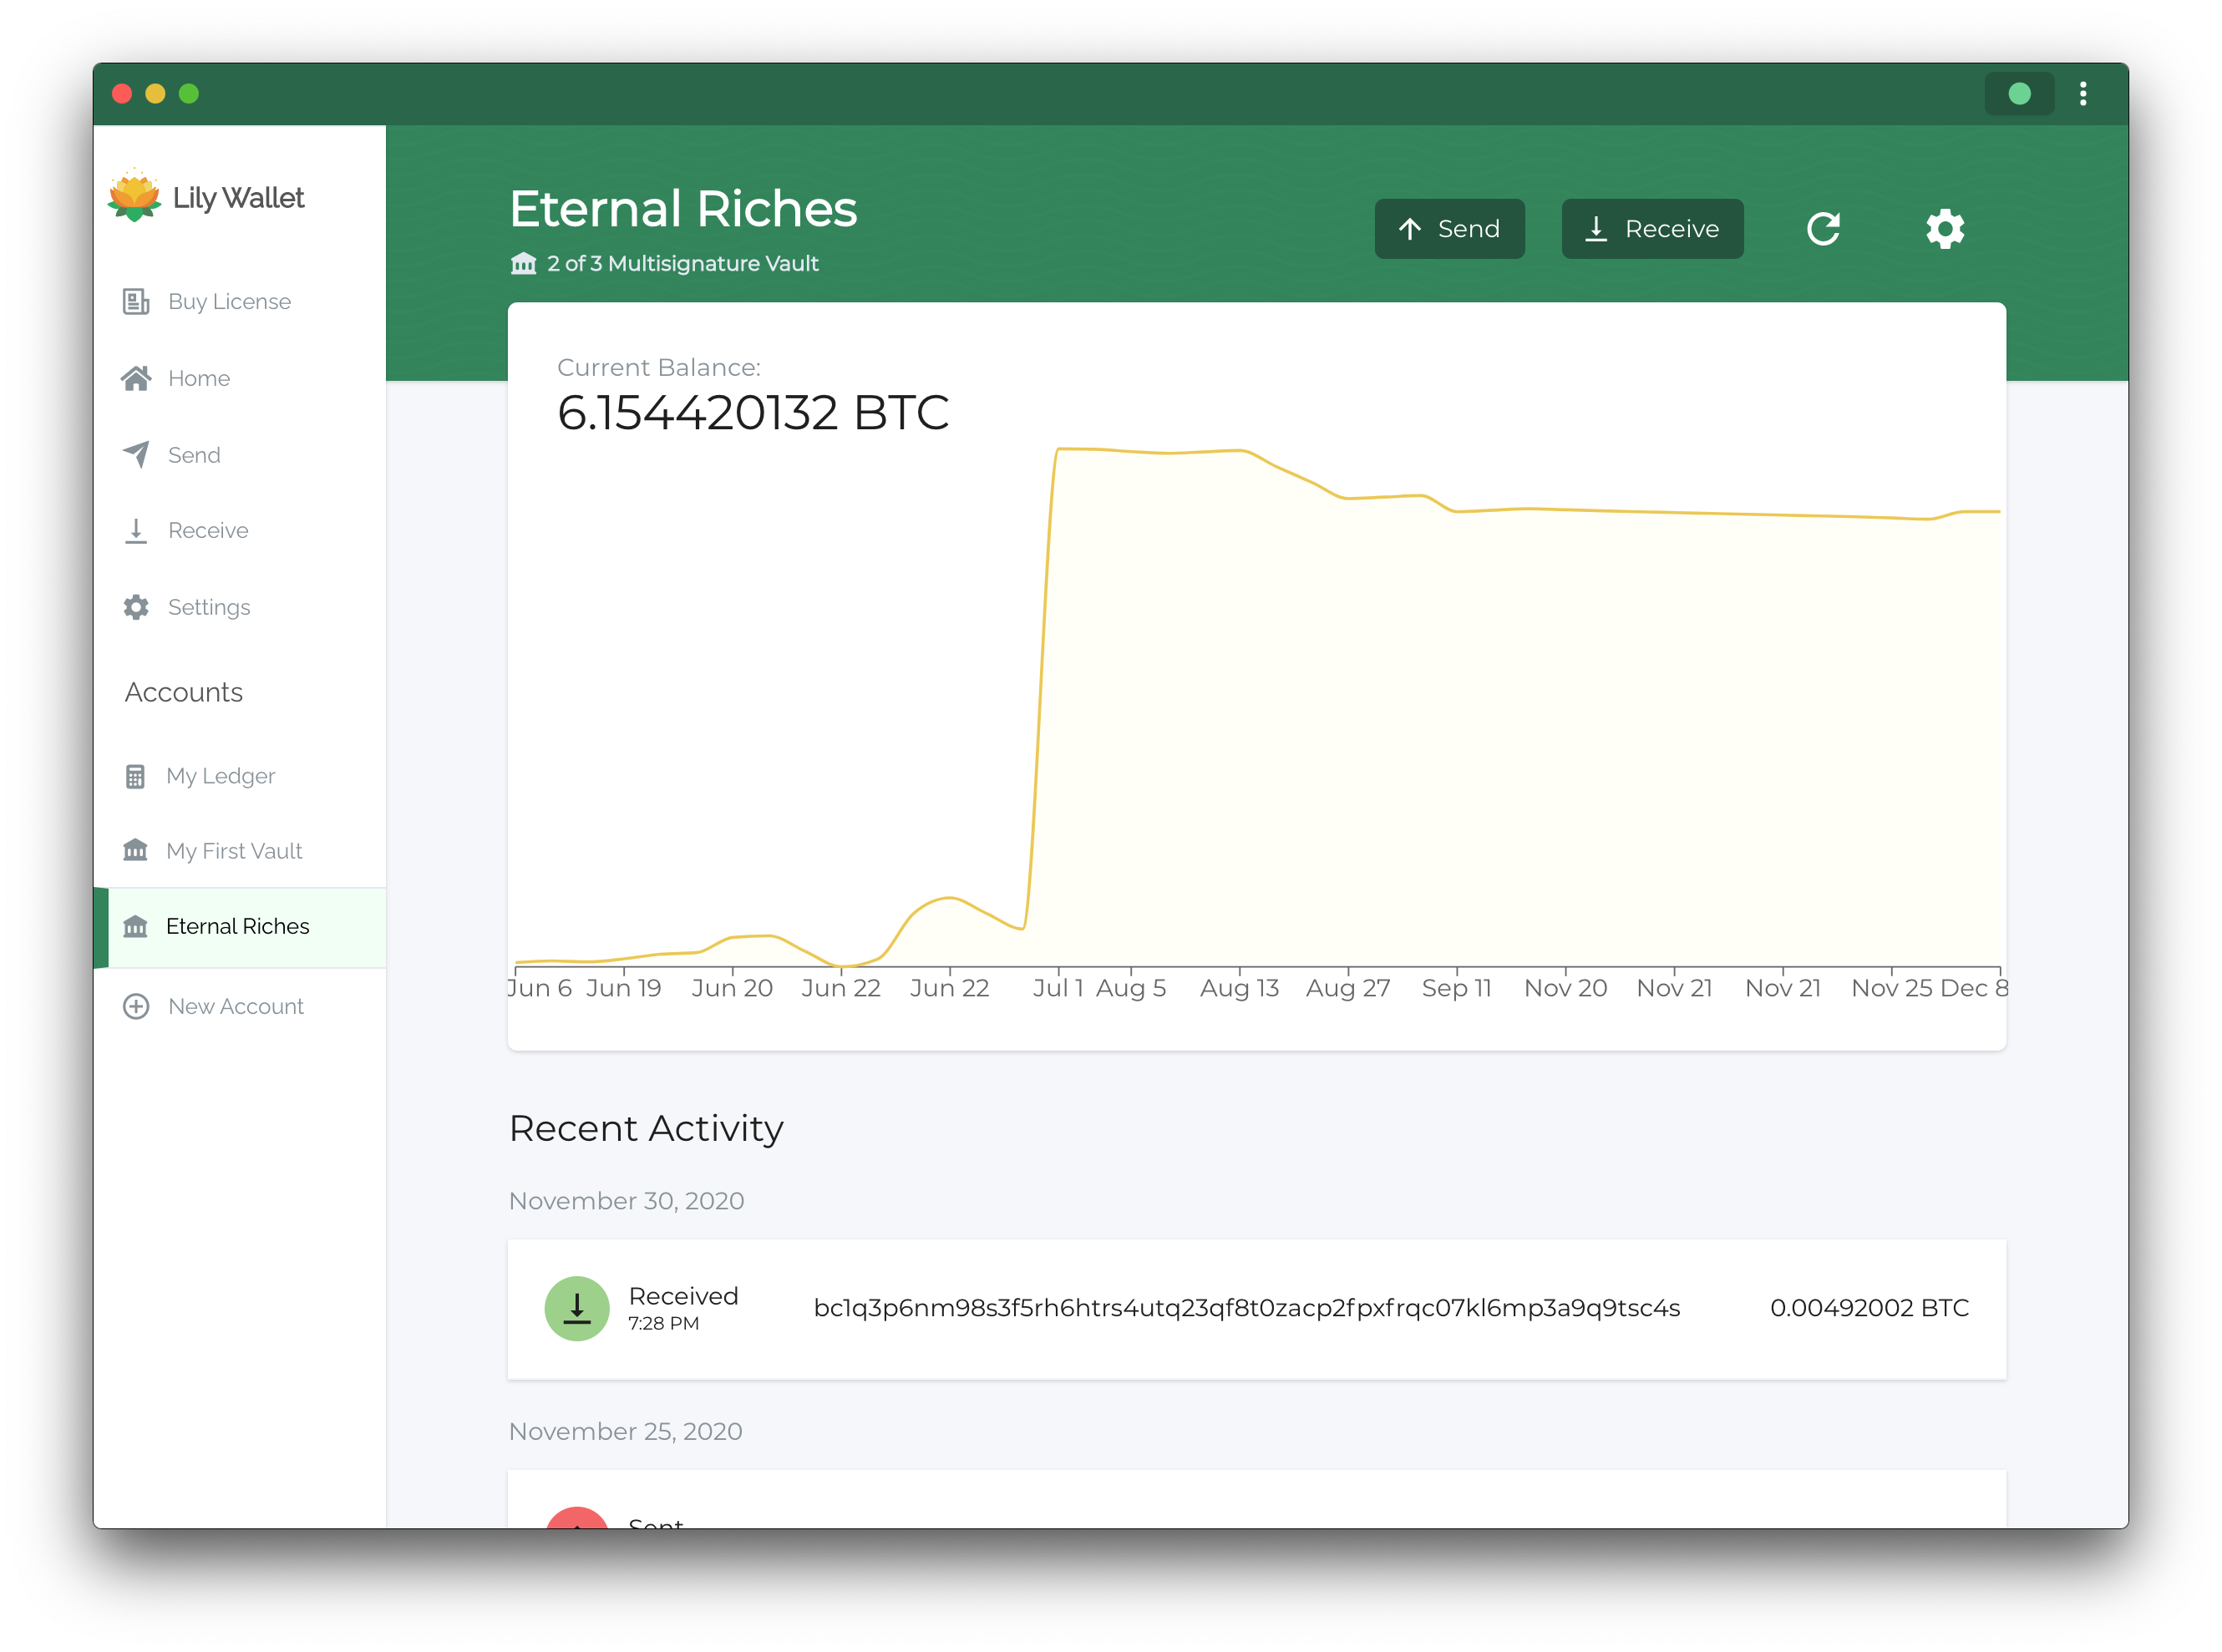 Lily Wallet
Buy License
Home
Send
Receive
Settings
Accounts
My Ledger
My First Vault
Eternal Riches
New Account
Eternal Riches
2 of 3 Multisignature Vault
Send
Receive
Current Balance:
6.154420132 BTC
Jun 6 Jun 19 Jun 20 Jun 22 Jun 22 Jul 1 Aug 5 Aug 13 Aug 27 Sep 11 Nov 20 Nov 21 Nov 21 Nov 25 Dec 8
Recent Activity
November 30, 2020
Received
7:28 PM
bc1q3p6nm98s3f5rh6htrs4utq23qf8t0zacp2fpxfrqc07kl6mp3a9q9tsc4s
0.00492002 BTC
November 25, 2020
Sent